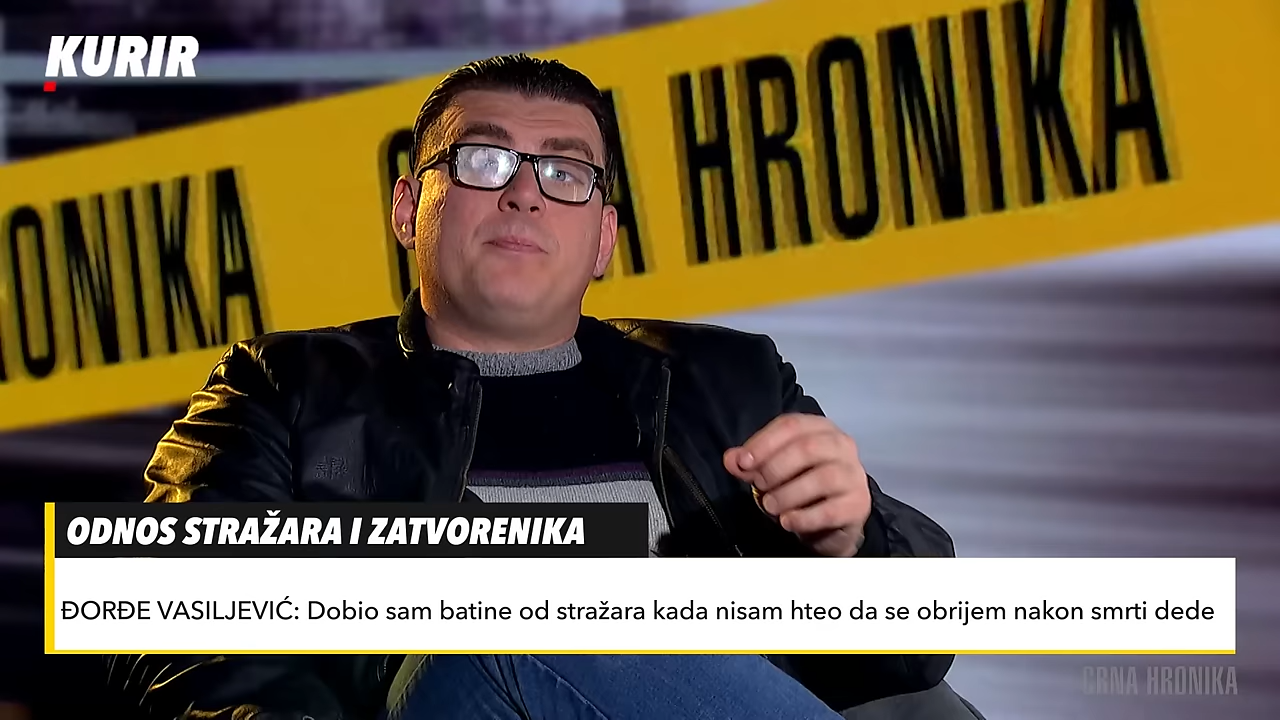 KURIR
HRONIKA
ONIKA
ODNOS STRAŽARA I ZATVORENIKA
ĐORĐE VASILJEVIĆ: Dobio sam batine od stražara kada nisam hteo da se obrijem nakon smrti dede
CRNA HRONIKA